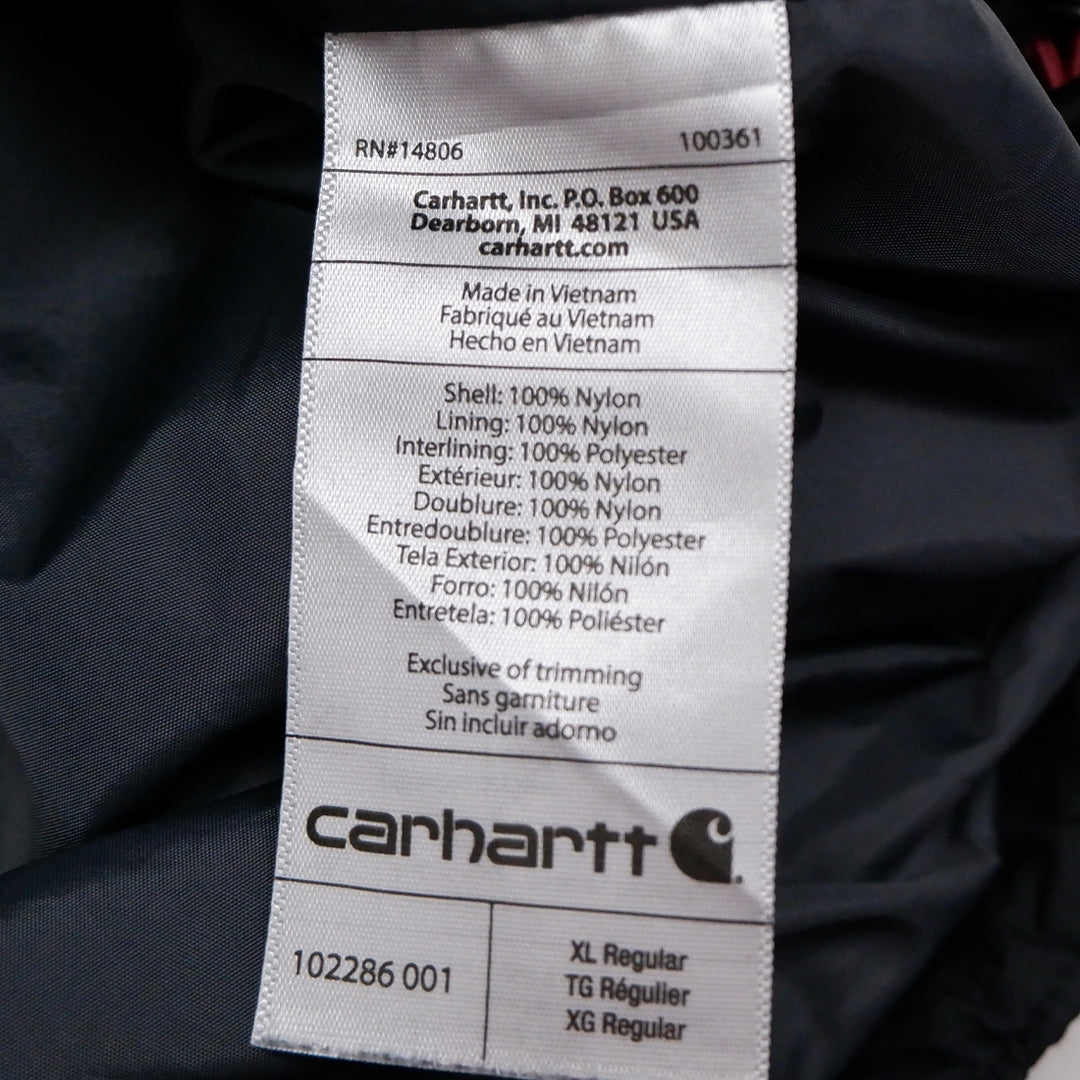 RN#14806 100361
Carhartt, Inc. P.O. Box 600
Dearborn, MI 48121 USA
carhartt.com
Made in Vietnam
Fabriqué au Vietnam
Hecho en Vietnam
Shell: 100% Nylon
Lining: 100% Nylon
Interlining: 100% Polyester
Extérieur: 100% Nylon
Doublure: 100% Nylon
Entredoublure: 100% Polyester
Tela Exterior: 100% Nilón
Forro: 100% Nilón
Entretela: 100% Poliéster
Exclusive of trimming
Sans garniture
Sin incluir adorno
carhartt
102286 001
XL Regular
TG Régulier
XG Regular